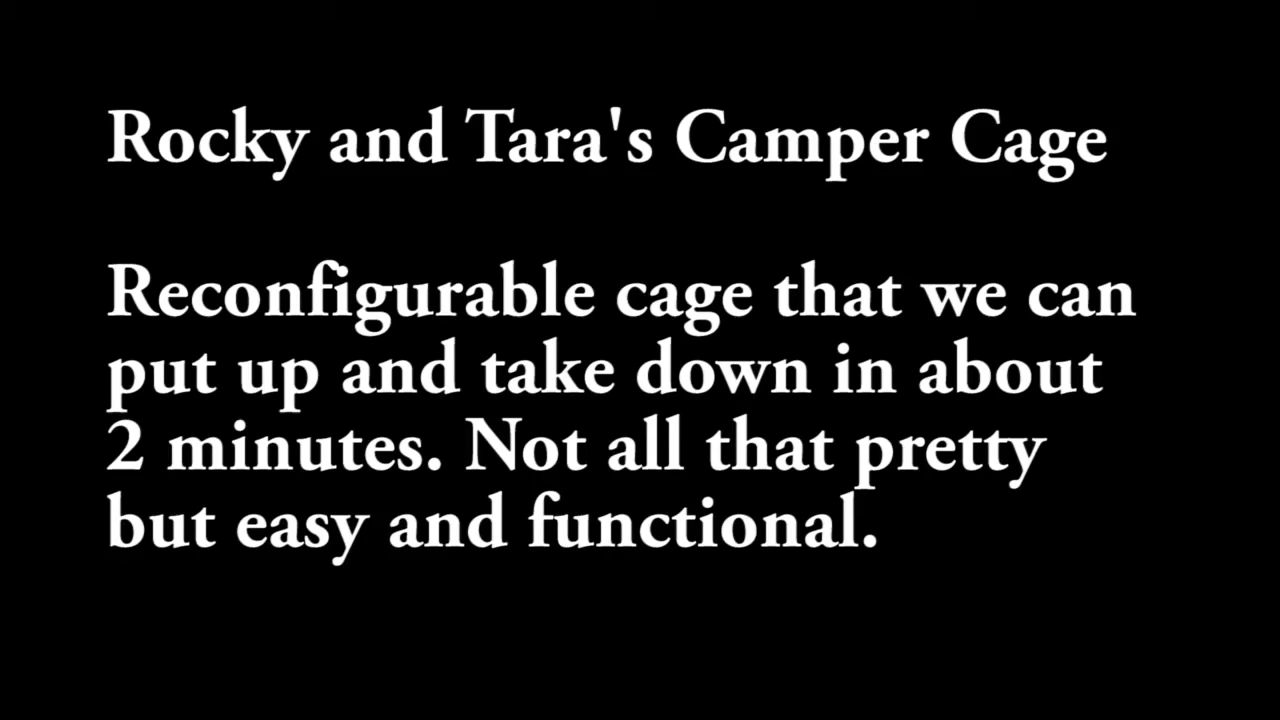 Rocky and Tara's Camper Cage
Reconfigurable cage that we can
put up and take down in about
2 minutes. Not all that pretty
but easy and functional.